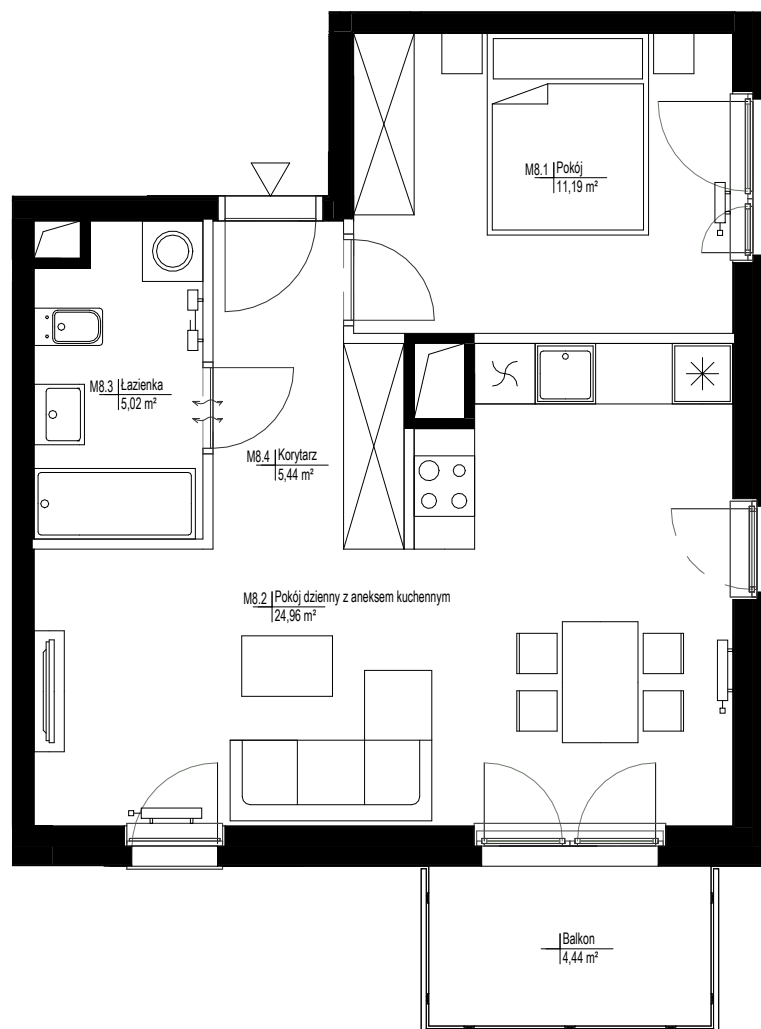 M8.1 Pokój
11,19 m²
M8.3 Łazienka
5,02 m²
M8.4 Korytarz
5,44 m²
M8.2 Pokój dzienny z aneksem kuchennym
24,96 m²
Balkon
4,44 m²